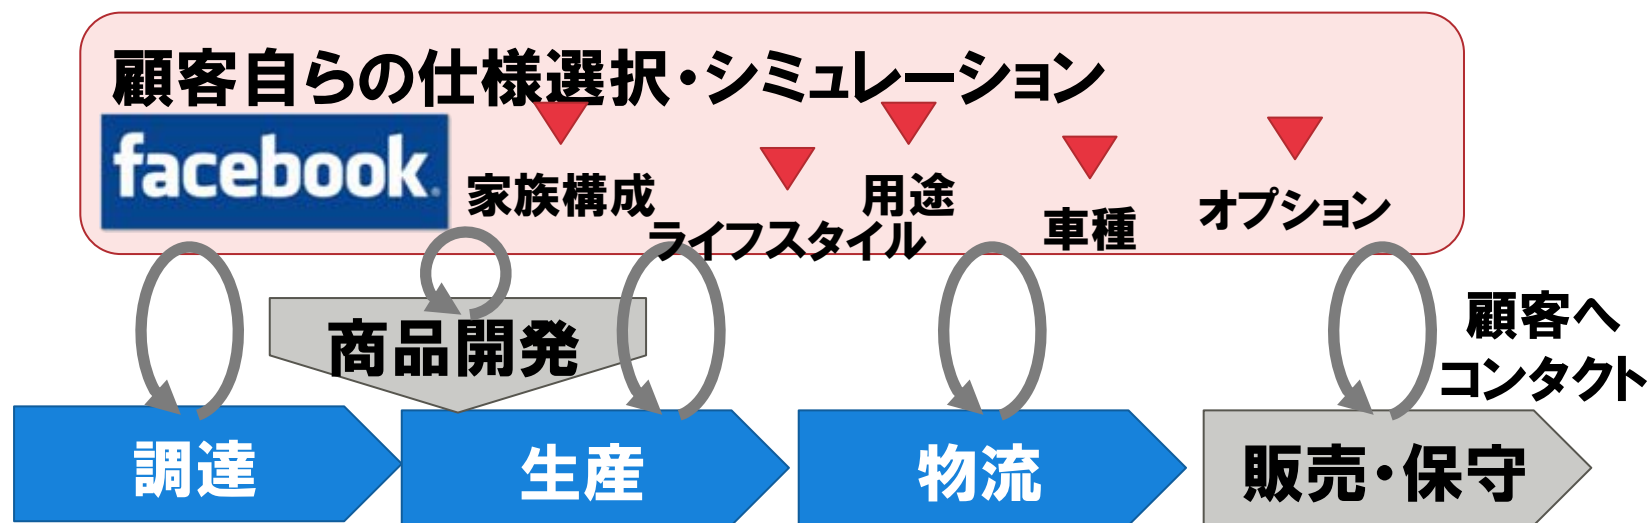 顧客自らの仕様選択・シミュレーション
facebook
家族構成
ライフスタイル
用途
車種
オプション
商品開発
顧客へ
コンタクト
調達
生産
物流
販売・保守